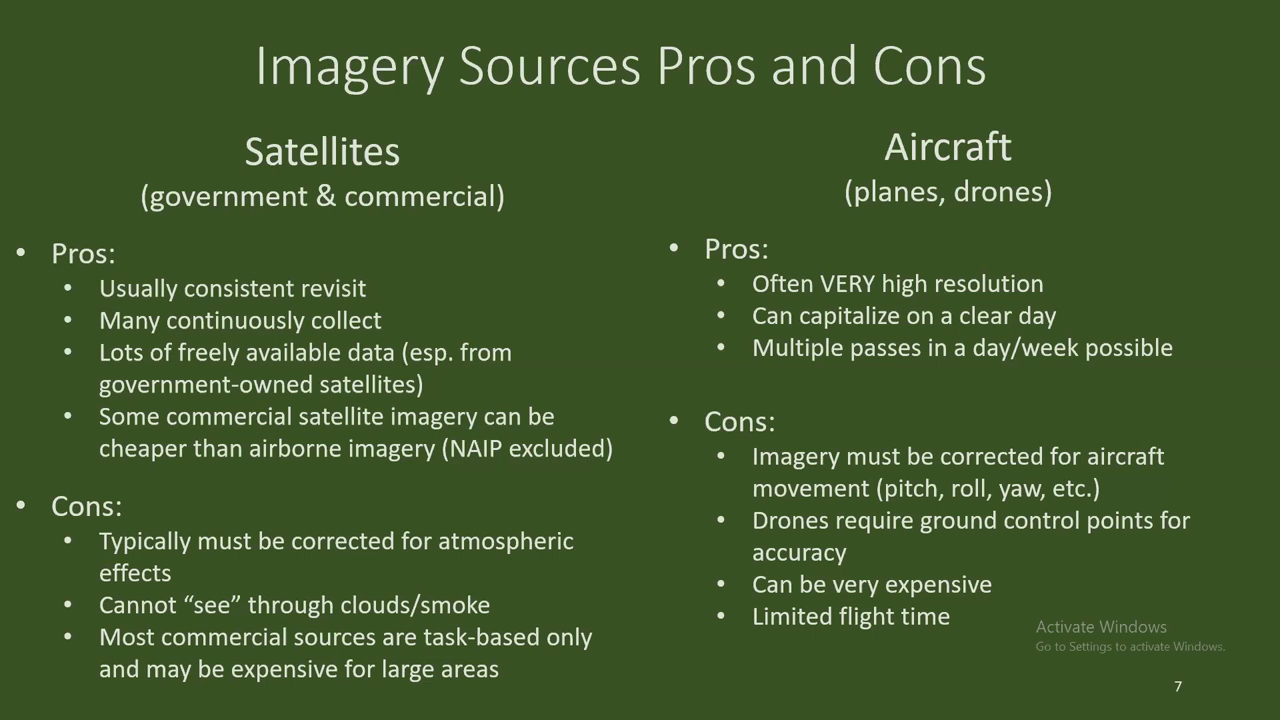 Imagery Sources Pros and Cons
Satellites
(government & commercial)
• Pros:
• Usually consistent revisit
• Many continuously collect
• Lots of freely available data (esp. from
government-owned satellites)
• Some commercial satellite imagery can be
cheaper than airborne imagery (NAIP excluded)
• Cons:
• Typically must be corrected for atmospheric
effects
• Cannot “see” through clouds/smoke
• Most commercial sources are task-based only
and may be expensive for large areas
Aircraft
(planes, drones)
• Pros:
• Often VERY high resolution
• Can capitalize on a clear day
• Multiple passes in a day/week possible
• Cons:
• Imagery must be corrected for aircraft
movement (pitch, roll, yaw, etc.)
• Drones require ground control points for
accuracy
• Can be very expensive
• Limited flight time
Activate Windows
Go to Settings to activate Windows.
7